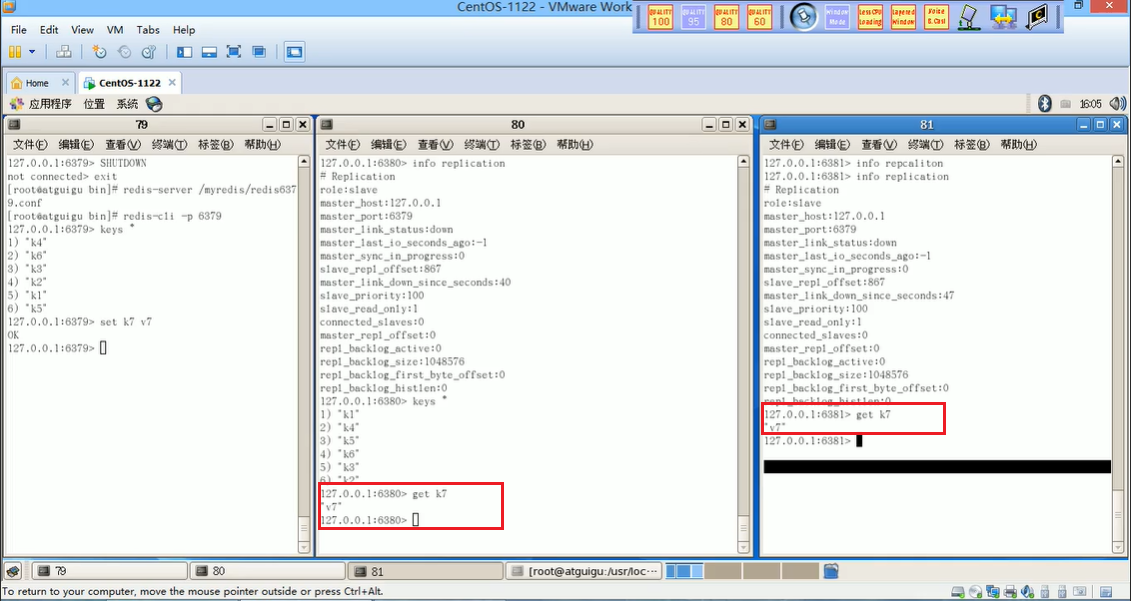 CentOS-1122 - VMware Work
QUALITY 100
QUALITY 95
QUALITY 80
QUALITY 60
Window Mode
Less CPU Loading
Layered Window
File Edit View VM Tabs Help
Home
CentOS-1122
应用程序 位置 系统
16:05
79
文件(F) 编辑(E) 查看(V) 终端(T) 标签(B) 帮助(H)
127.0.0.1:6379> SHUTDOWN
not connected> exit
[root@atguigu bin]# redis-server /myredis/redis637
9.conf
[root@atguigu bin]# redis-cli -p 6379
127.0.0.1:6379> keys *
1) "k4"
2) "k6"
3) "k3"
4) "k2"
5) "k1"
6) "k5"
127.0.0.1:6379> set k7 v7
OK
127.0.0.1:6379>
80
文件(F) 编辑(E) 查看(V) 终端(T) 标签(B) 帮助(H)
127.0.0.1:6380> info replication
# Replication
role:slave
master_host:127.0.0.1
master_port:6379
master_link_status:down
master_last_io_seconds_ago:-1
master_sync_in_progress:0
slave_repl_offset:867
master_link_down_since_seconds:40
slave_priority:100
slave_read_only:1
connected_slaves:0
master_repl_offset:0
repl_backlog_active:0
repl_backlog_size:1048576
repl_backlog_first_byte_offset:0
repl_backlog_histlen:0
127.0.0.1:6380> keys *
1) "k1"
2) "k4"
3) "k5"
4) "k6"
5) "k3"
6) "k2"
127.0.0.1:6380> get k7
"v7"
127.0.0.1:6380>
81
文件(F) 编辑(E) 查看(V) 终端(T) 标签(B) 帮助(H)
127.0.0.1:6381> info repcaliton
127.0.0.1:6381> info replication
# Replication
role:slave
master_host:127.0.0.1
master_port:6379
master_link_status:down
master_last_io_seconds_ago:-1
master_sync_in_progress:0
slave_repl_offset:867
master_link_down_since_seconds:47
slave_priority:100
slave_read_only:1
connected_slaves:0
master_repl_offset:0
repl_backlog_active:0
repl_backlog_size:1048576
repl_backlog_first_byte_offset:0
repl_backlog_histlen:0
127.0.0.1:6381> get k7
"v7"
127.0.0.1:6381>
79
80
81
[root@atguigu:/usr/loc...
To return to your computer, move the mouse pointer outside or press Ctrl+Alt.